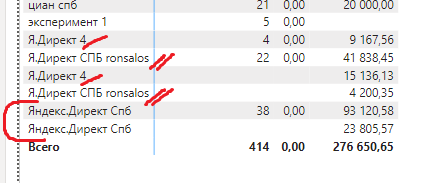 циан спб 21 0,00 20 000,00
эксперимент 1 5 0,00
Я.Директ 4 4 0,00 9 167,56
Я.Директ СПБ ronsalos 22 0,00 41 838,45
Я.Директ 4 15 136,13
Я.Директ СПБ ronsalos 4 200,35
Яндекс.Директ Спб 38 0,00 93 120,58
Яндекс.Директ Спб 23 805,57
Всего 414 0,00 276 650,65